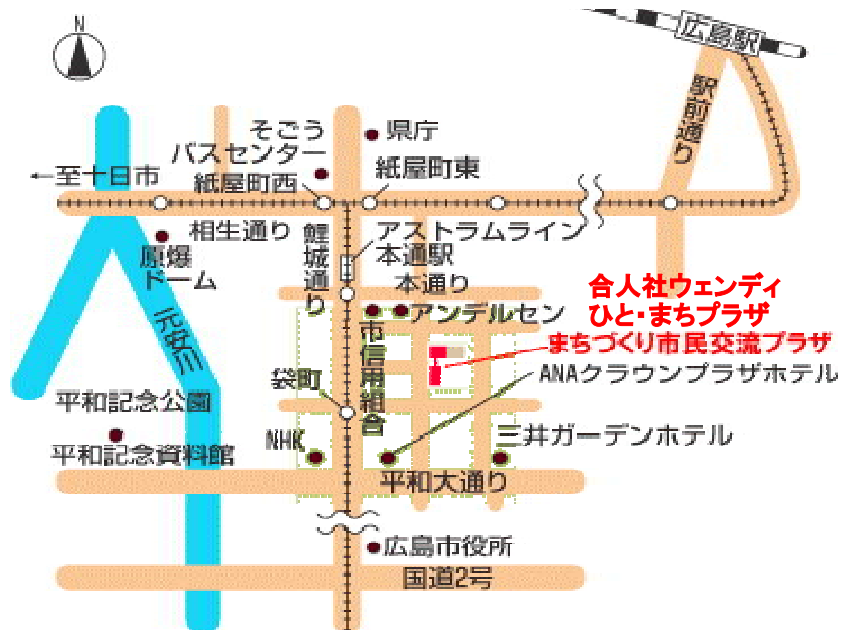 N
広島駅
駅前通り
そごう
バスセンター
県庁
←至十日市
紙屋町西
紙屋町東
相生通り
鯉城通り
アストラムライン
本通駅
原爆
ドーム
本通り
合人社ウェンディ
ひと・まちプラザ
まちづくり市民交流プラザ
アンデルセン
市信用組合
元安川
袋町
ANAクラウンプラザホテル
平和記念公園
平和記念資料館
NHK
三井ガーデンホテル
平和大通り
広島市役所
国道2号